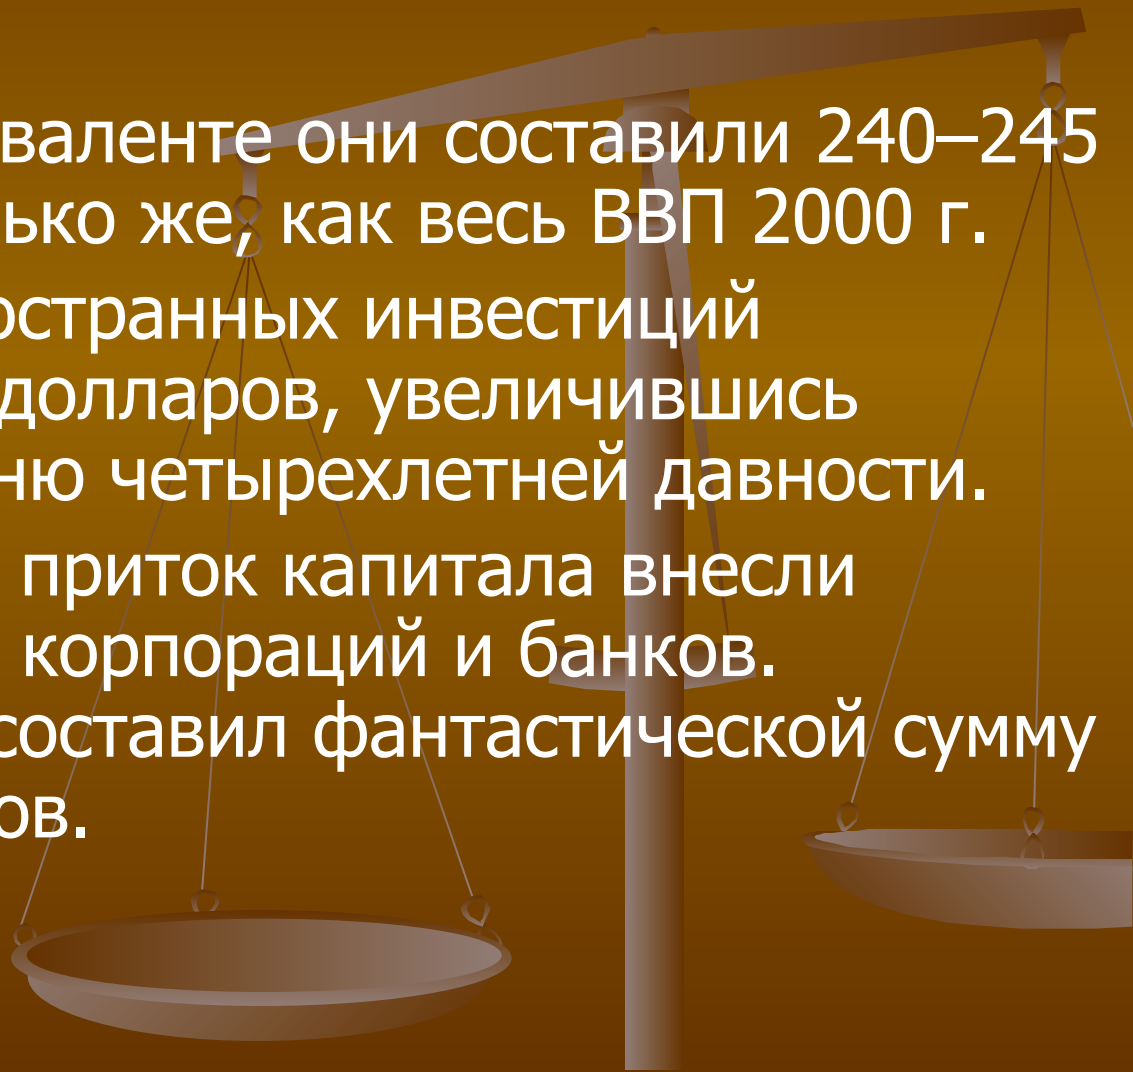 валенте они составили 240–245
лько же, как весь ВВП 2000 г.
остранных инвестиций
долларов, увеличившись
ню четырехлетней давности.
приток капитала внесли
корпораций и банков.
составил фантастической сумму
ов.